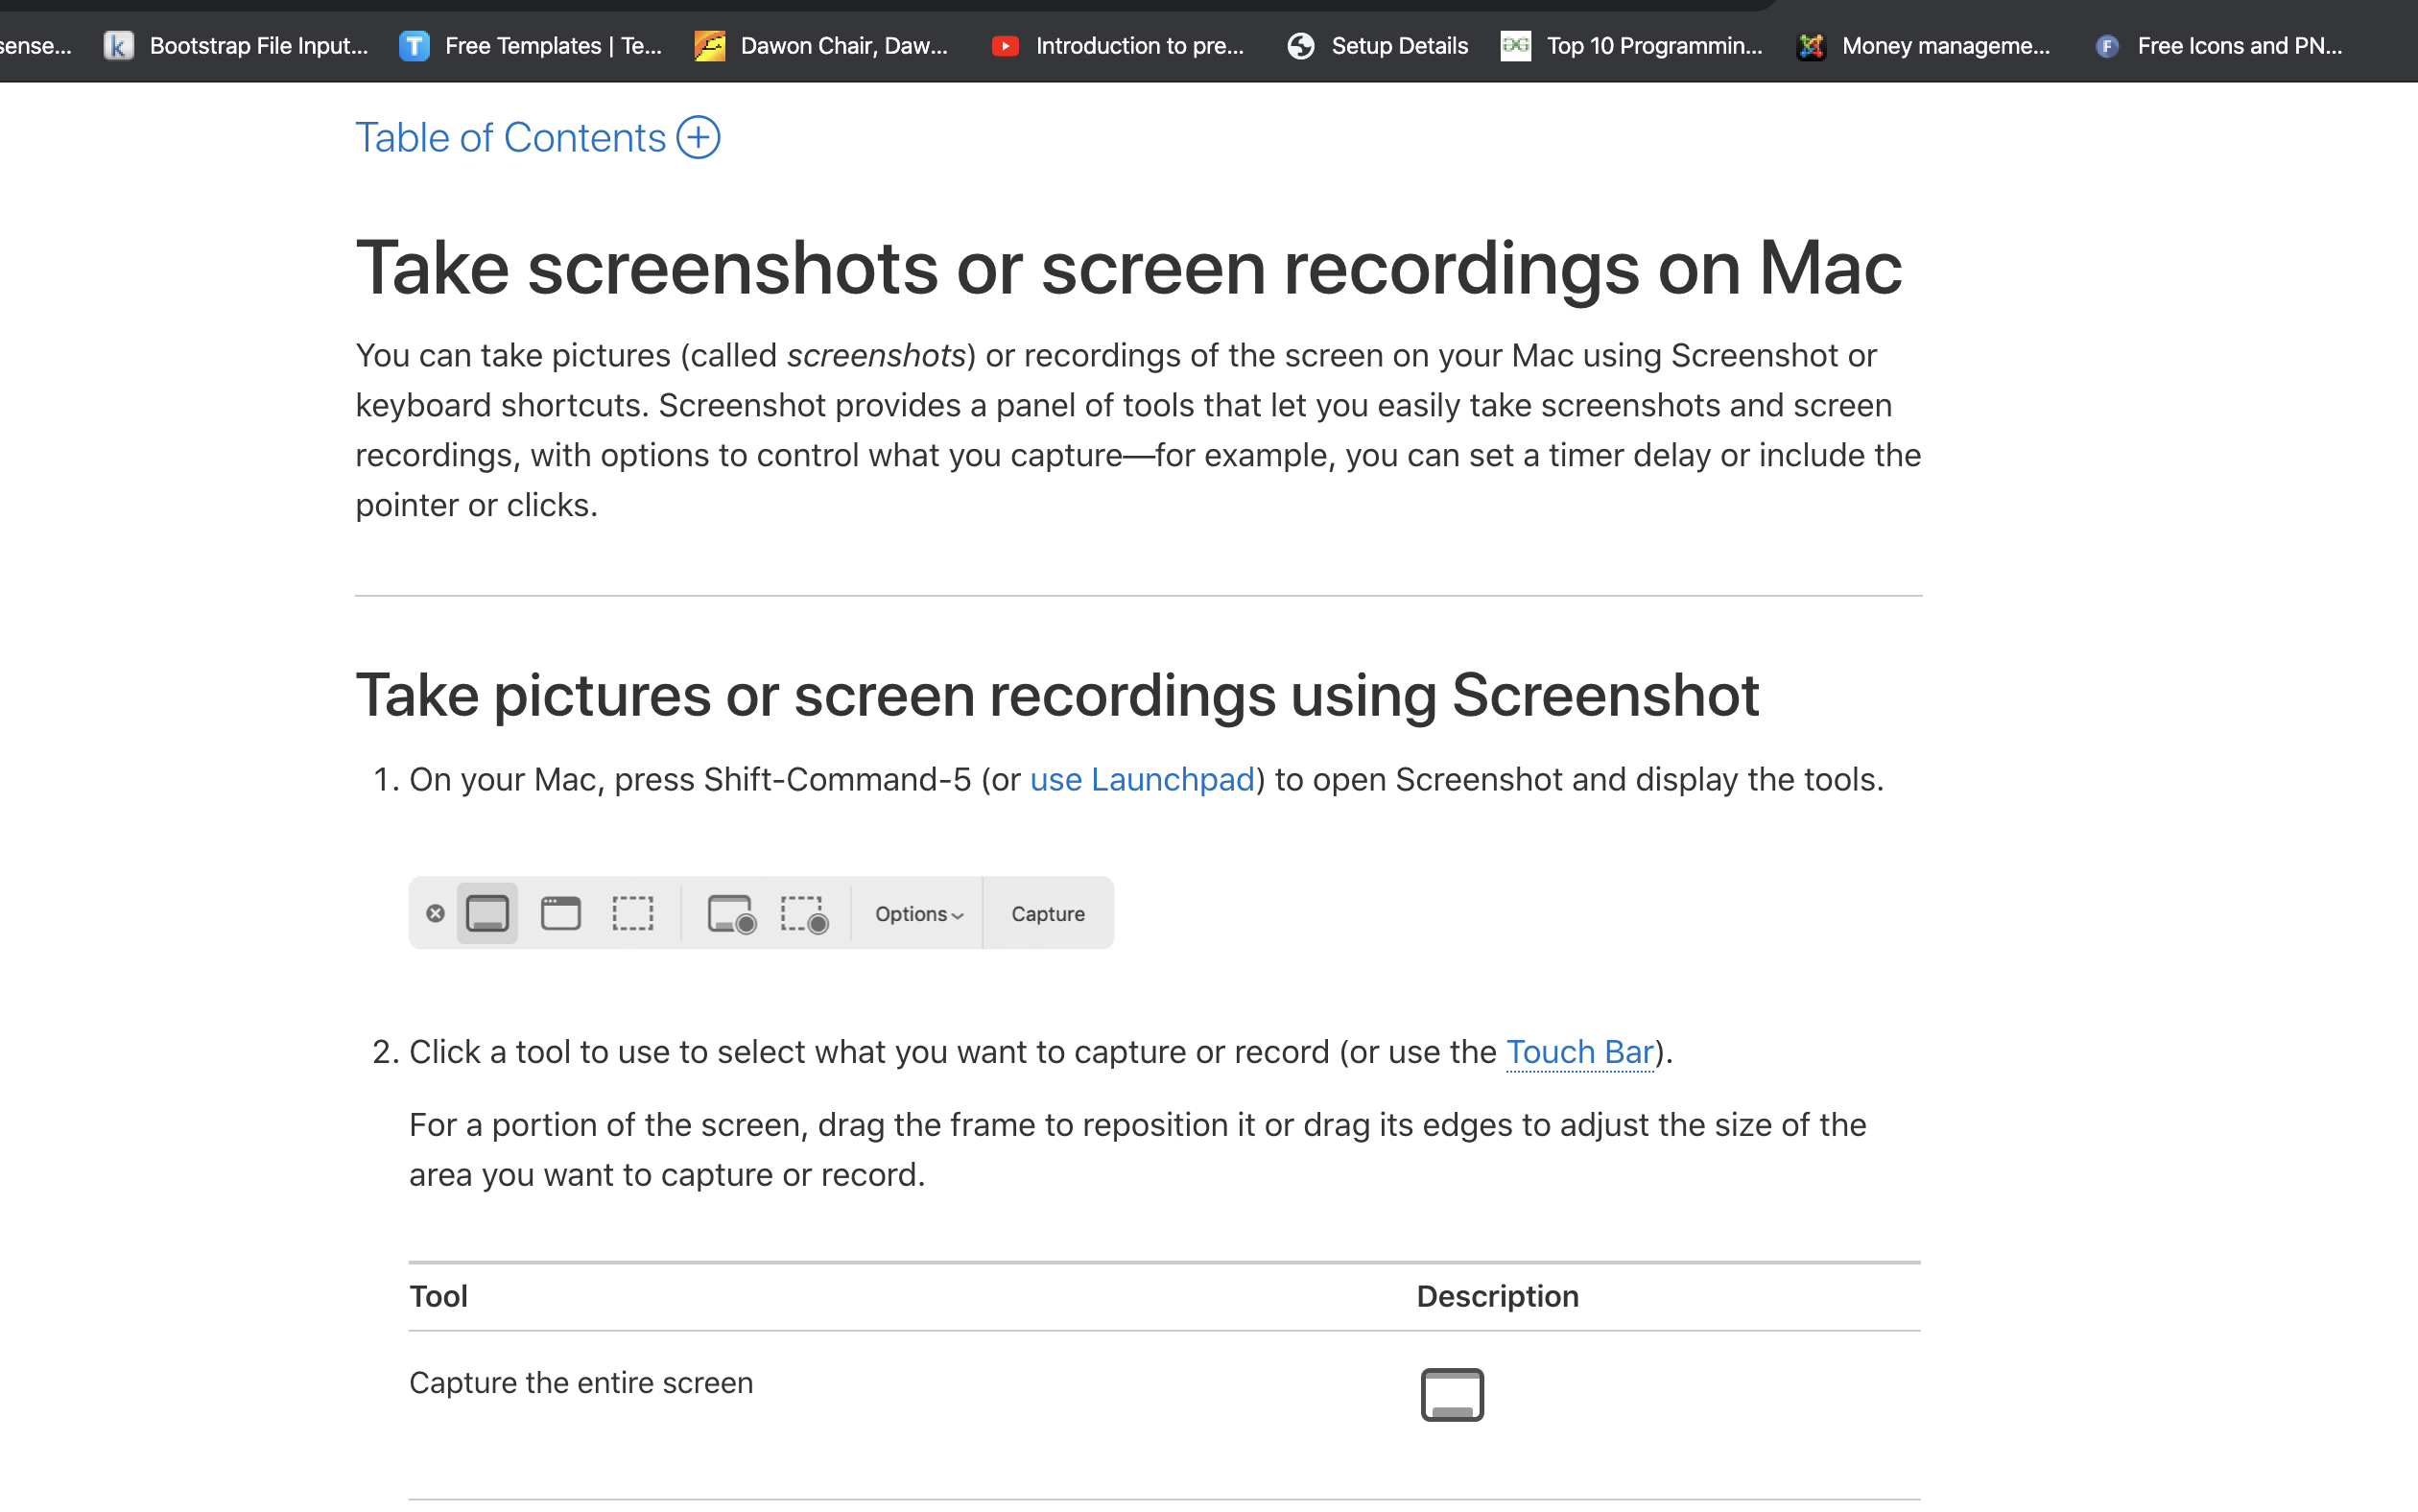 sense...
k Bootstrap File Input...
T Free Templates | Te...
Dawon Chair, Daw...
Introduction to pre...
Setup Details
Top 10 Programmin...
Money manageme...
F Free Icons and PN...
Table of Contents
Take screenshots or screen recordings on Mac
You can take pictures (called screenshots) or recordings of the screen on your Mac using Screenshot or
keyboard shortcuts. Screenshot provides a panel of tools that let you easily take screenshots and screen
recordings, with options to control what you capture—for example, you can set a timer delay or include the
pointer or clicks.
Take pictures or screen recordings using Screenshot
1. On your Mac, press Shift-Command-5 (or use Launchpad) to open Screenshot and display the tools.
Options
Capture
2. Click a tool to use to select what you want to capture or record (or use the Touch Bar).
For a portion of the screen, drag the frame to reposition it or drag its edges to adjust the size of the
area you want to capture or record.
Tool
Description
Capture the entire screen